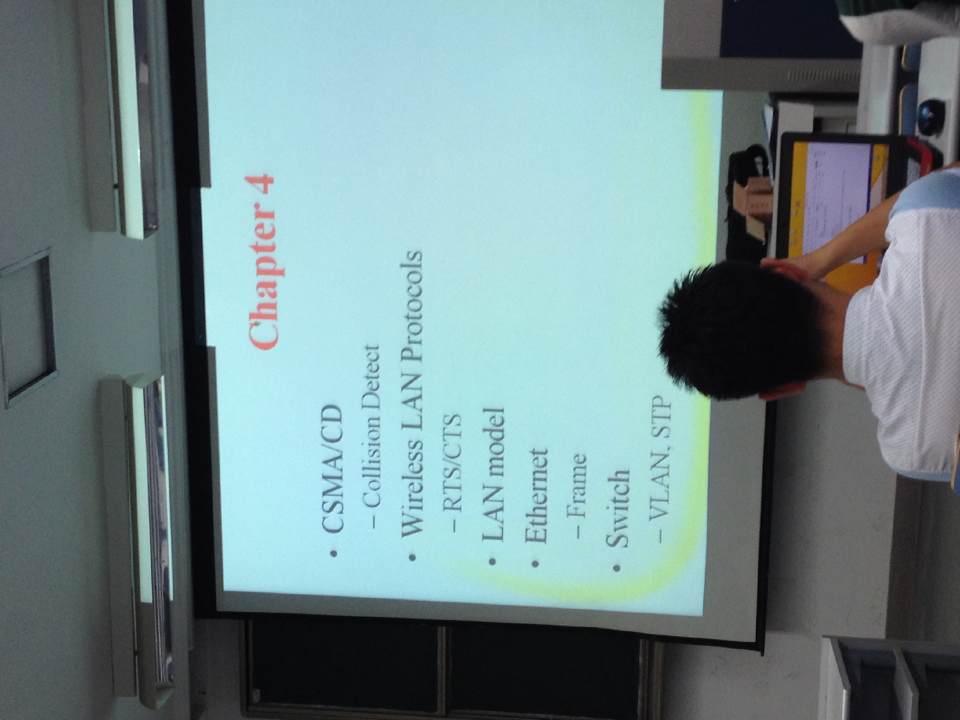 Chapter 4
• CSMA/CD
– Collision Detect
• Wireless LAN Protocols
– RTS/CTS
• LAN model
• Ethernet
– Frame
• Switch
– VLAN, STP